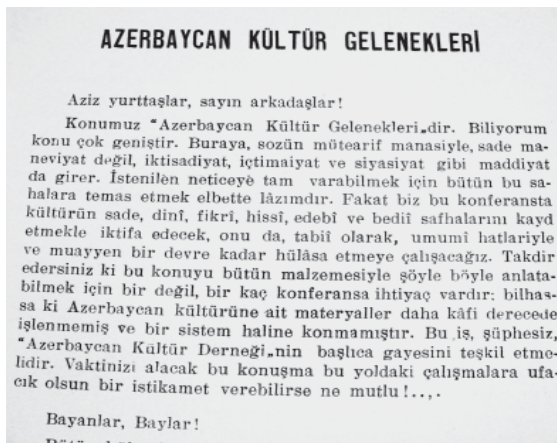 AZERBAYCAN KÜLTÜR GELENEKLERİ
Aziz yurttaşlar, sayın arkadaşlar!
Konumuz "Azerbaycan Kültür Gelenekleri„dir. Biliyorum
konu çok geniştir. Buraya, sozün mütearif manasiyle, sade ma-
neviyat değil, iktisadiyat, içtimaiyat ve siyasiyat gibi maddiyat
da girer. İstenilen neticeye tam varabilmek için bütün bu sa-
halara temas etmek elbette lâzımdır. Fakat biz bu konferansta
kültürün sade, dinî, fikrî, hissî, edebî ve bediî safhalarını kayd
etmekle iktifa edecek, onu da, tabiî olarak, umumî hatlariyle
ve muayyen bir devre kadar hülâsa etmeye çalışacağız. Takdir
edersiniz ki bu konuyu bütün malzemesiyle şöyle böyle anlata-
bilmek için bir değil, bir kaç konferansa ihtiyaç vardır: bilhas-
sa ki Azerbaycan kültürüne ait materyaller daha kâfi derecede
işlenmemiş ve bir sistem haline konmamıştır. Bu iş, şüphesiz,
"Azerbaycan Kültür Derneği„nin başlıca gayesini teşkil etme-
lidir. Vaktinizi alacak bu konuşma bu yoldaki çalışmalara ufa-
cık olsun bir istikamet verebilirse ne mutlu!..,.
Bayanlar, Baylar!